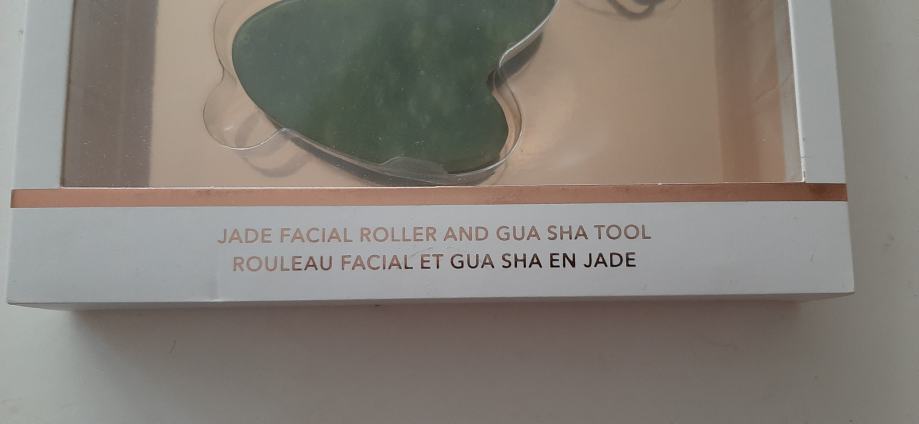 JADE FACIAL ROLLER AND GUA SHA TOOL
ROULEAU FACIAL ET GUA SHA EN JADE